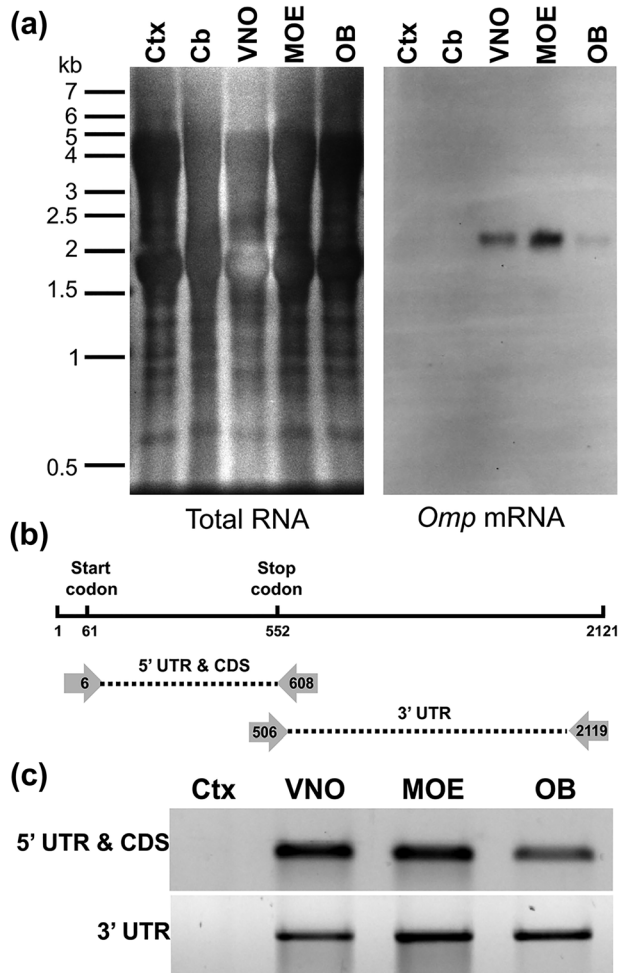 (a)
Ctx Cb VNO MOE OB
Ctx Cb VNO MOE OB
kb
7
6
5
4
3
2.5
2
1.5
1
0.5
Total RNA
Omp mRNA
(b)
Start codon
Stop codon
1 61 552 2121
5' UTR & CDS
6 608
3' UTR
506 2119
(c)
Ctx VNO MOE OB
5' UTR & CDS
3' UTR